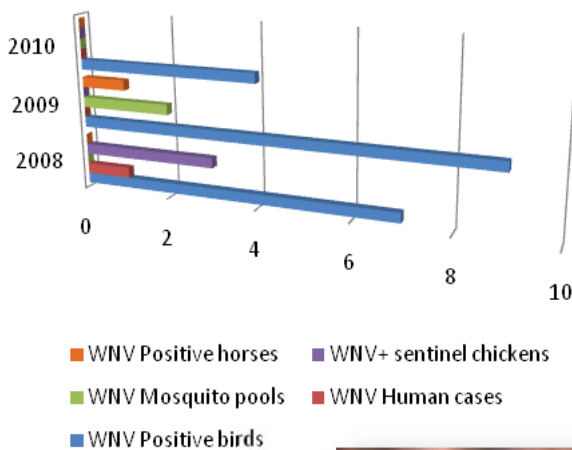 2010
2009
2008
0 2 4 6 8 10
WNV Positive horses WNV+ sentinel chickens
WNV Mosquito pools WNV Human cases
WNV Positive birds